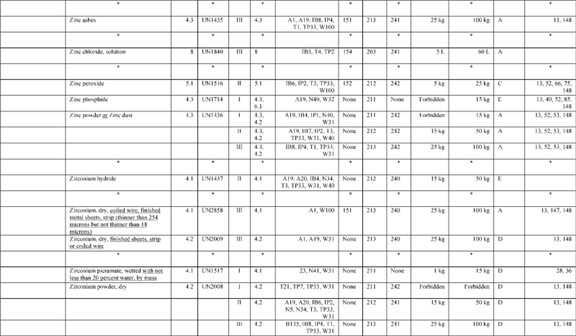 * * * * * * *
Zinc ashes 4.3 UN1435 III 4.3 A1, A19, IB8, IP4, 151 213 241 25 kg 100 kg A 13, 148
T1, TP33, W100
* * * * * * *
Zinc chloride, solution 8 UN1840 III 8 IB3, T4, TP2 154 203 241 5 L 60 L A
* * * * * * *
Zinc peroxide 5.1 UN1516 II 5.1 IB6, IP2, T3, TP33, 152 212 242 5 kg 25 kg C 13, 52, 66, 75,
W100 148
Zinc phosphide 4.3 UN1714 I 4.3, A19, N40, W32 None 211 None Forbidden 15 kg E 13, 40, 52, 85,
6.1 148
Zinc powder or Zinc dust 4.3 UN1436 I 4.3, A19, IB4, IP1, N40, None 211 242 Forbidden 15 kg A 13, 52, 53, 148
4.2 W31
II 4.3, A19, IB7, IP2, T3, None 212 242 15 kg 50 kg A 13, 52, 53, 148
4.2 TP33, W31, W40
III 4.3, IB8, IP4, T1, TP33, None 213 242 25 kg 100 kg A 13, 52, 53, 148
4.2 W31
* * * * * * *
Zirconium hydride 4.1 UN1437 II 4.1 A19, A20, IB4, N34, None 212 240 15 kg 50 kg E
T3, TP33, W31, W40
* * * * * * *
Zirconium, dry, coiled wire, finished 4.1 UN2858 III 4.1 A1, W100 151 213 240 25 kg 100 kg A 13, 147, 148
metal sheets, strip (thinner than 254
microns but not thinner than 18
microns)
Zirconium, dry, finished sheets, strip 4.2 UN2009 III 4.2 A1, A19, W31 None 213 240 25 kg 100 kg D 13, 148
or coiled wire
* * * * * * *
Zirconium picramate, wetted with not 4.1 UN1517 I 4.1 23, N41, W31 None 211 None 1 kg 15 kg D 28, 36
less than 20 percent water, by mass
Zirconium powder, dry 4.2 UN2008 I 4.2 T21, TP7, TP33, W31 None 211 242 Forbidden Forbidden D 13, 148
II 4.2 A19, A20, IB6, IP2, None 212 241 15 kg 50 kg D 13, 148
N5, N34, T3, TP33,
W31
III 4.2 B135, IB8, IP4, T1, None 213 241 25 kg 100 kg D 13, 148
TP33, W31